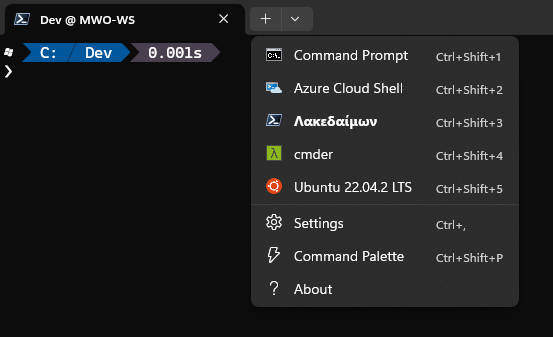 Dev @ MWO-WS
C: Dev 0.001s
❯
Command Prompt Ctrl+Shift+1
Azure Cloud Shell Ctrl+Shift+2
Λακεδαίμων Ctrl+Shift+3
cmder Ctrl+Shift+4
Ubuntu 22.04.2 LTS Ctrl+Shift+5
Settings Ctrl+,
Command Palette Ctrl+Shift+P
About